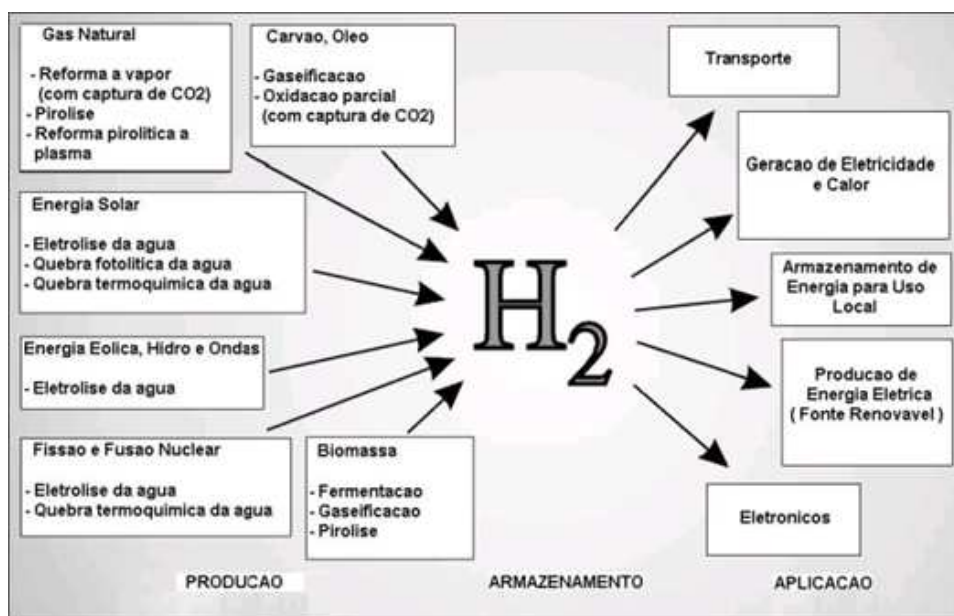 Gas Natural
- Reforma a vapor
(com captura de CO2)
- Pirolise
- Reforma pirolitica a
plasma
Carvao, Oleo
- Gaseificacao
- Oxidacao parcial
(com captura de CO2)
Energia Solar
- Eletrolise da agua
- Quebra fotolitica da agua
- Quebra termoquimica da agua
Energia Eolica, Hidro e Ondas
- Eletrolise da agua
Fissao e Fusao Nuclear
- Eletrolise da agua
- Quebra termoquimica da agua
Biomassa
- Fermentacao
- Gaseificacao
- Pirolise
H2
Transporte
Geracao de Eletricidade
e Calor
Armazenamento de
Energia para Uso
Local
Producao de
Energia Eletrica
( Fonte Renovavel )
Eletronicos
PRODUCAO
ARMAZENAMENTO
APLICACAO